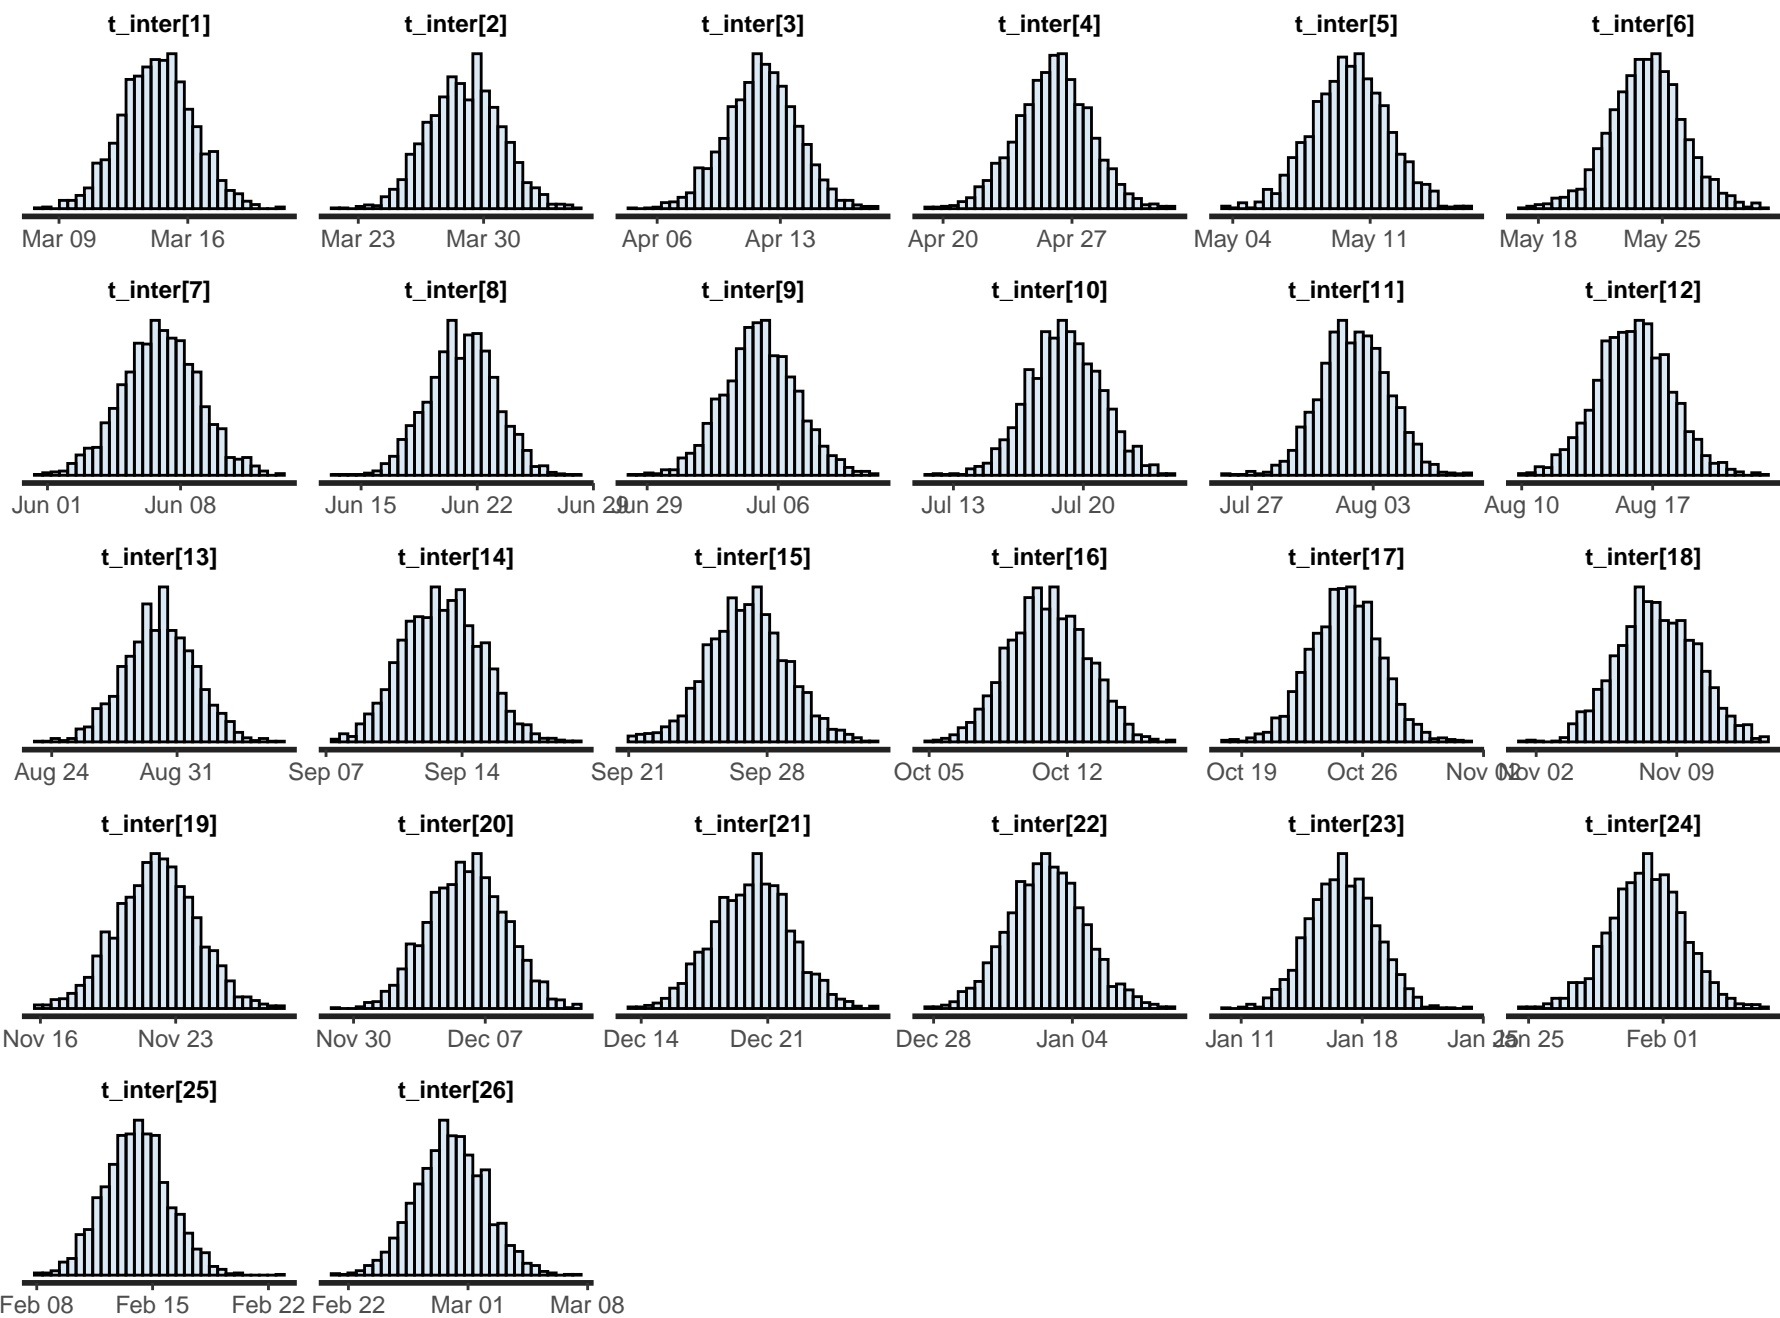 t_inter[1] t_inter[2] t_inter[3] t_inter[4] t_inter[5] t_inter[6]
Mar 09 Mar 16 Mar 23 Mar 30 Apr 06 Apr 13 Apr 20 Apr 27 May 04 May 11 May 18 May 25
t_inter[7] t_inter[8] t_inter[9] t_inter[10] t_inter[11] t_inter[12]
Jun 01 Jun 08 Jun 15 Jun 22 Jun 29 Jun 29 Jul 06 Jul 13 Jul 20 Jul 27 Aug 03 Aug 10 Aug 17
t_inter[13] t_inter[14] t_inter[15] t_inter[16] t_inter[17] t_inter[18]
Aug 24 Aug 31 Sep 07 Sep 14 Sep 21 Sep 28 Oct 05 Oct 12 Oct 19 Oct 26 Nov 02 Nov 02 Nov 09
t_inter[19] t_inter[20] t_inter[21] t_inter[22] t_inter[23] t_inter[24]
Nov 16 Nov 23 Nov 30 Dec 07 Dec 14 Dec 21 Dec 28 Jan 04 Jan 11 Jan 18 Jan 25 Jan 25 Feb 01
t_inter[25] t_inter[26]
Feb 08 Feb 15 Feb 22 Feb 22 Mar 01 Mar 08